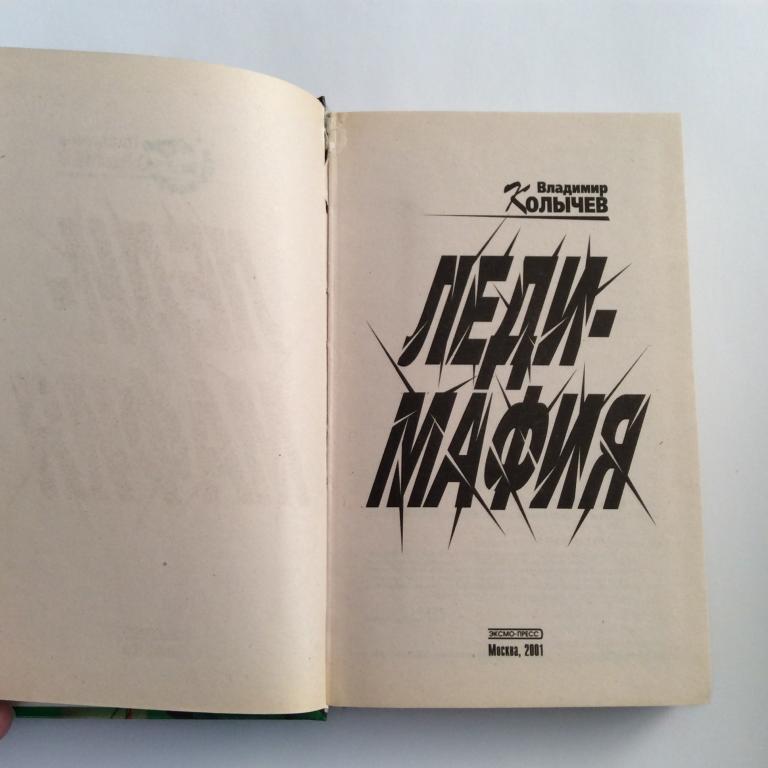 Владимир
КОЛЫЧЕВ
ЛЕДИ-
МАФИЯ
ЭКСМО-ПРЕСС
Москва, 2001